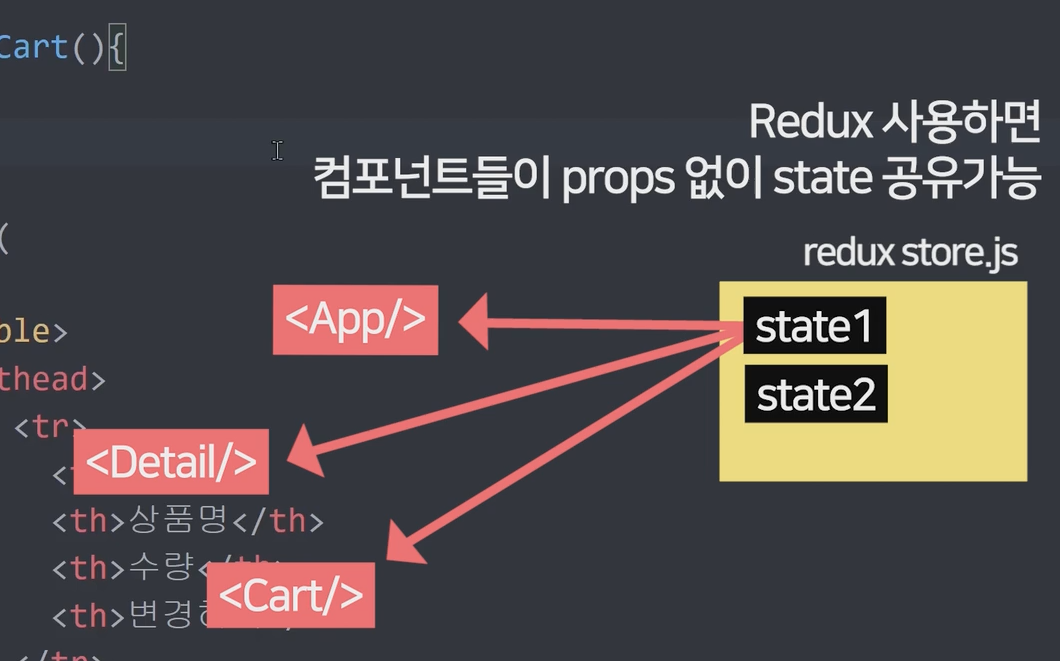 Cart(){
Redux 사용하면
컴포넌트들이 props 없이 state 공유가능
(
redux store.js
<App/>
state1
ble>
thead>
state2
<tr>
<Detail/>
<
<th>상품명</th>
<th>수량</th>
<Cart/>
<th>변경
</tr>